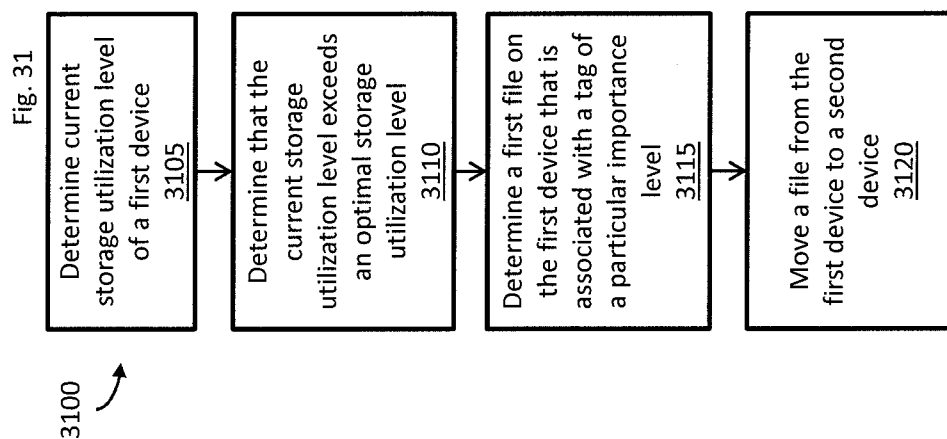 Fig. 31
3100
Determine current
storage utilization level
of a first device
3105
Determine that the
current storage
utilization level exceeds
an optimal storage
utilization level
3110
Determine a first file on
the first device that is
associated with a tag of
a particular importance
level
3115
Move a file from the
first device to a second
device
3120